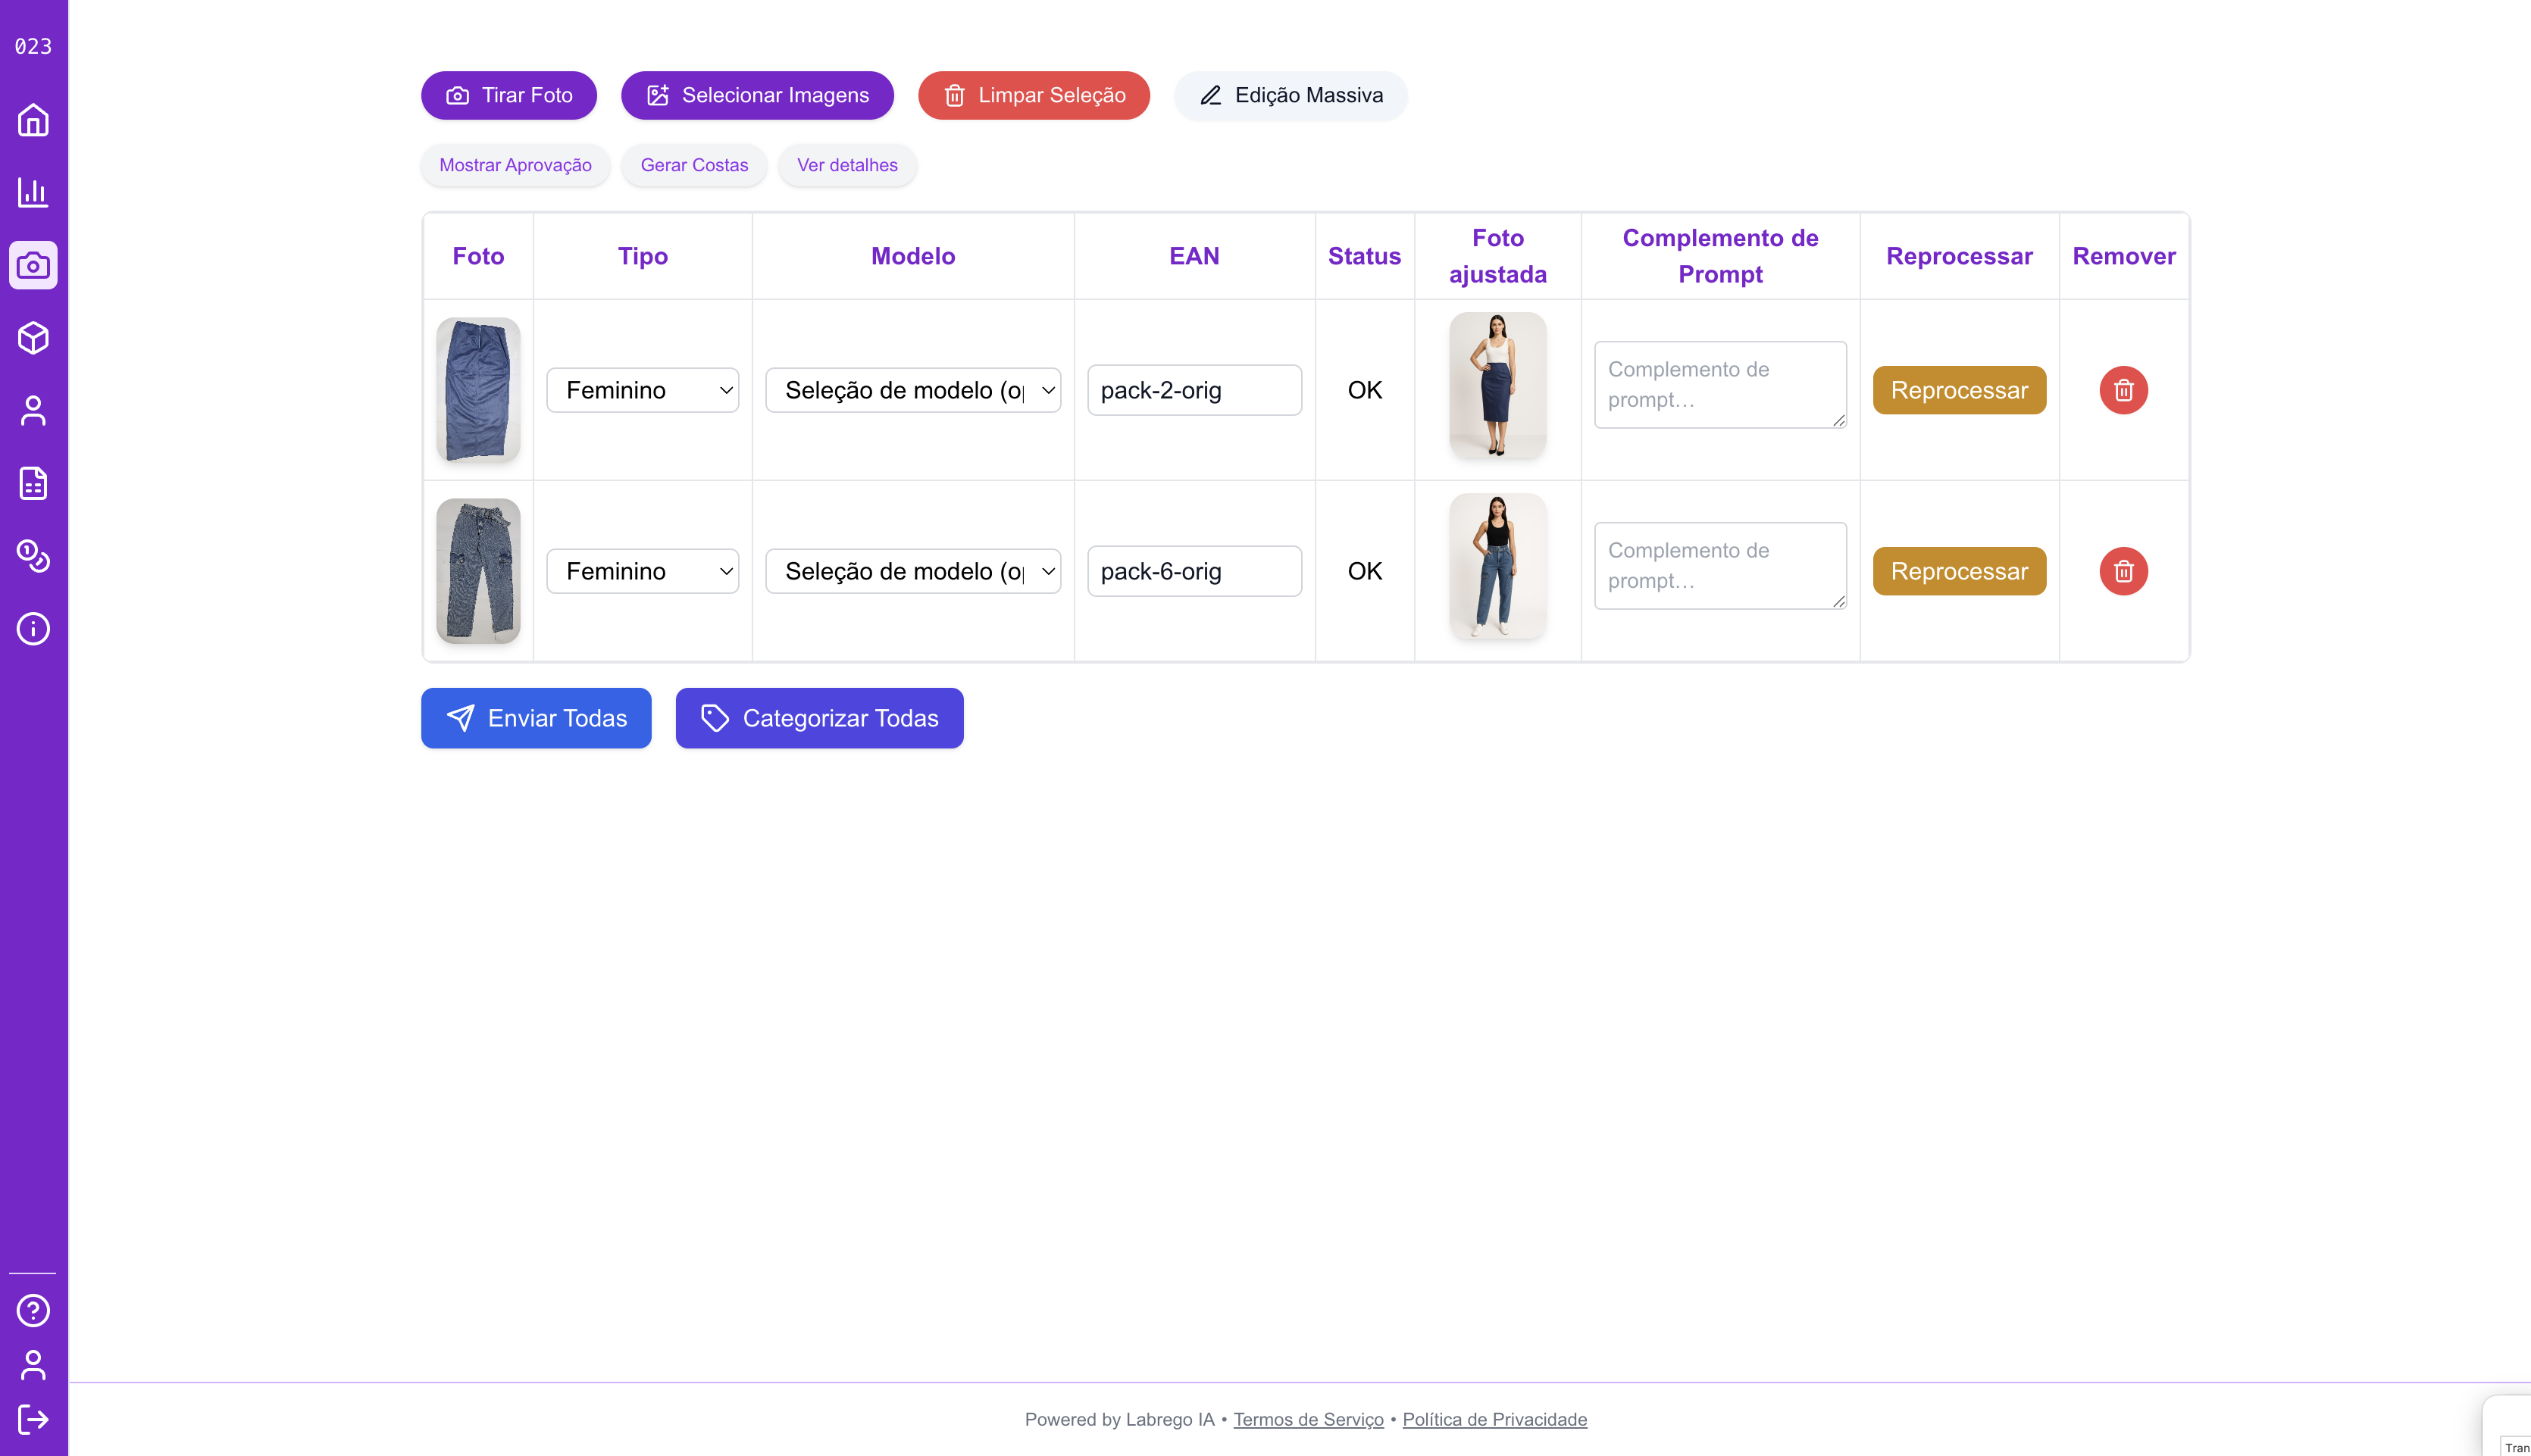 023
Tirar Foto
Selecionar Imagens
Limpar Seleção
Edição Massiva
Mostrar Aprovação
Gerar Costas
Ver detalhes
Foto
Tipo
Modelo
EAN
Status
Foto
ajustada
Complemento de
Prompt
Reprocessar
Remover
Feminino
Seleção de modelo (op
pack-2-orig
OK
Complemento de
prompt...
Reprocessar
Feminino
Seleção de modelo (op
pack-6-orig
OK
Complemento de
prompt...
Reprocessar
Enviar Todas
Categorizar Todas
Powered by Labrego IA • Termos de Serviço • Política de Privacidade
Tran